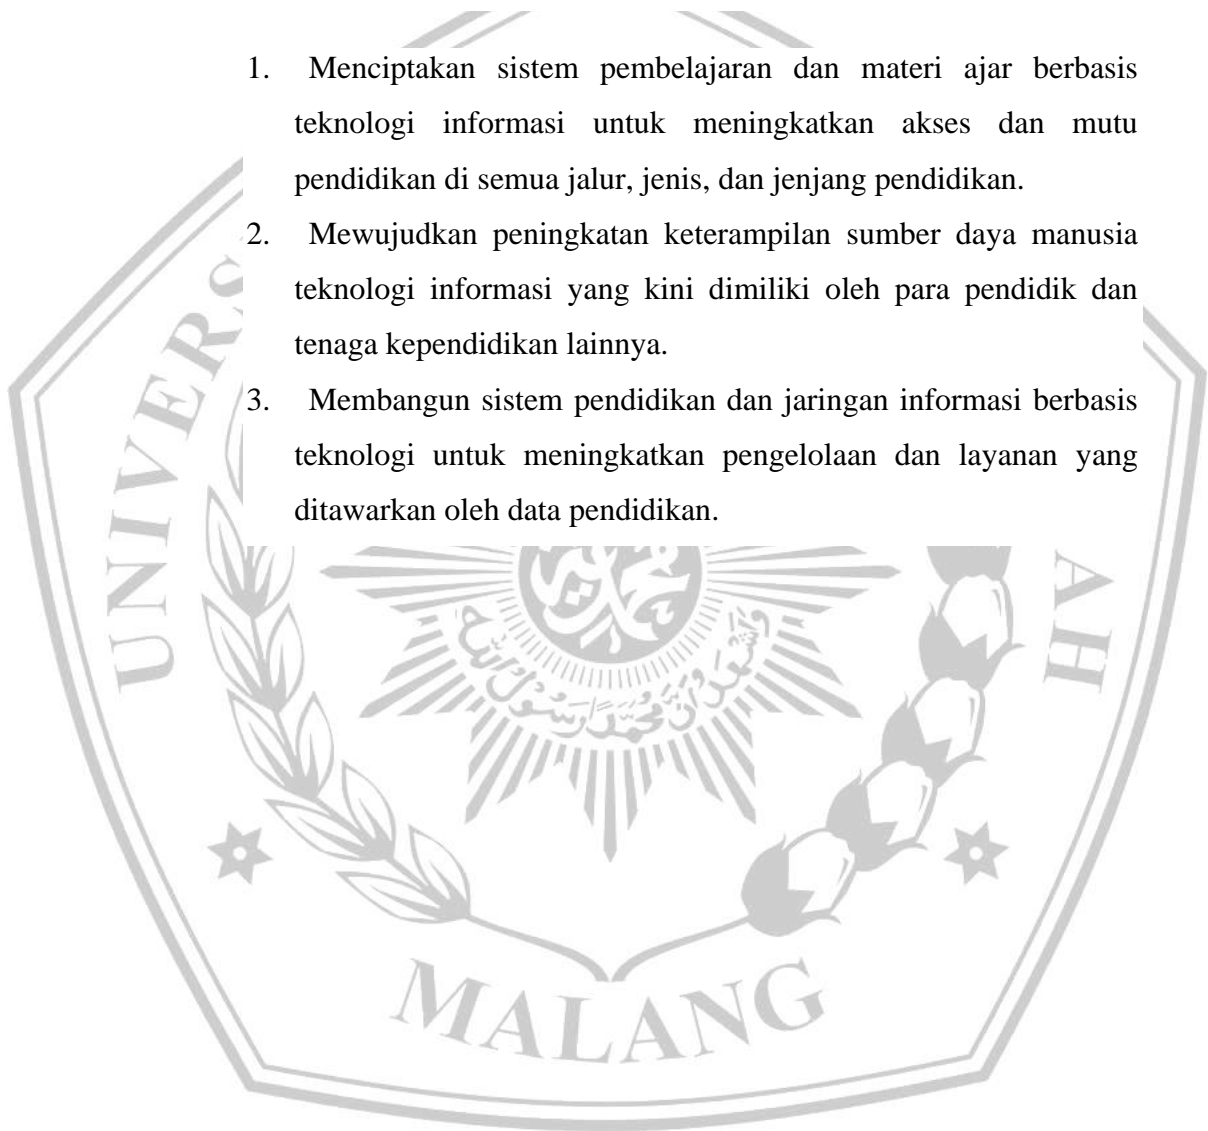 1. Menciptakan sistem pembelajaran dan materi ajar berbasis
teknologi informasi untuk meningkatkan akses dan mutu
pendidikan di semua jalur, jenis, dan jenjang pendidikan.
2. Mewujudkan peningkatan keterampilan sumber daya manusia
teknologi informasi yang kini dimiliki oleh para pendidik dan
tenaga kependidikan lainnya.
3. Membangun sistem pendidikan dan jaringan informasi berbasis
teknologi untuk meningkatkan pengelolaan dan layanan yang
ditawarkan oleh data pendidikan.
UNIVERS
AH
MALANG